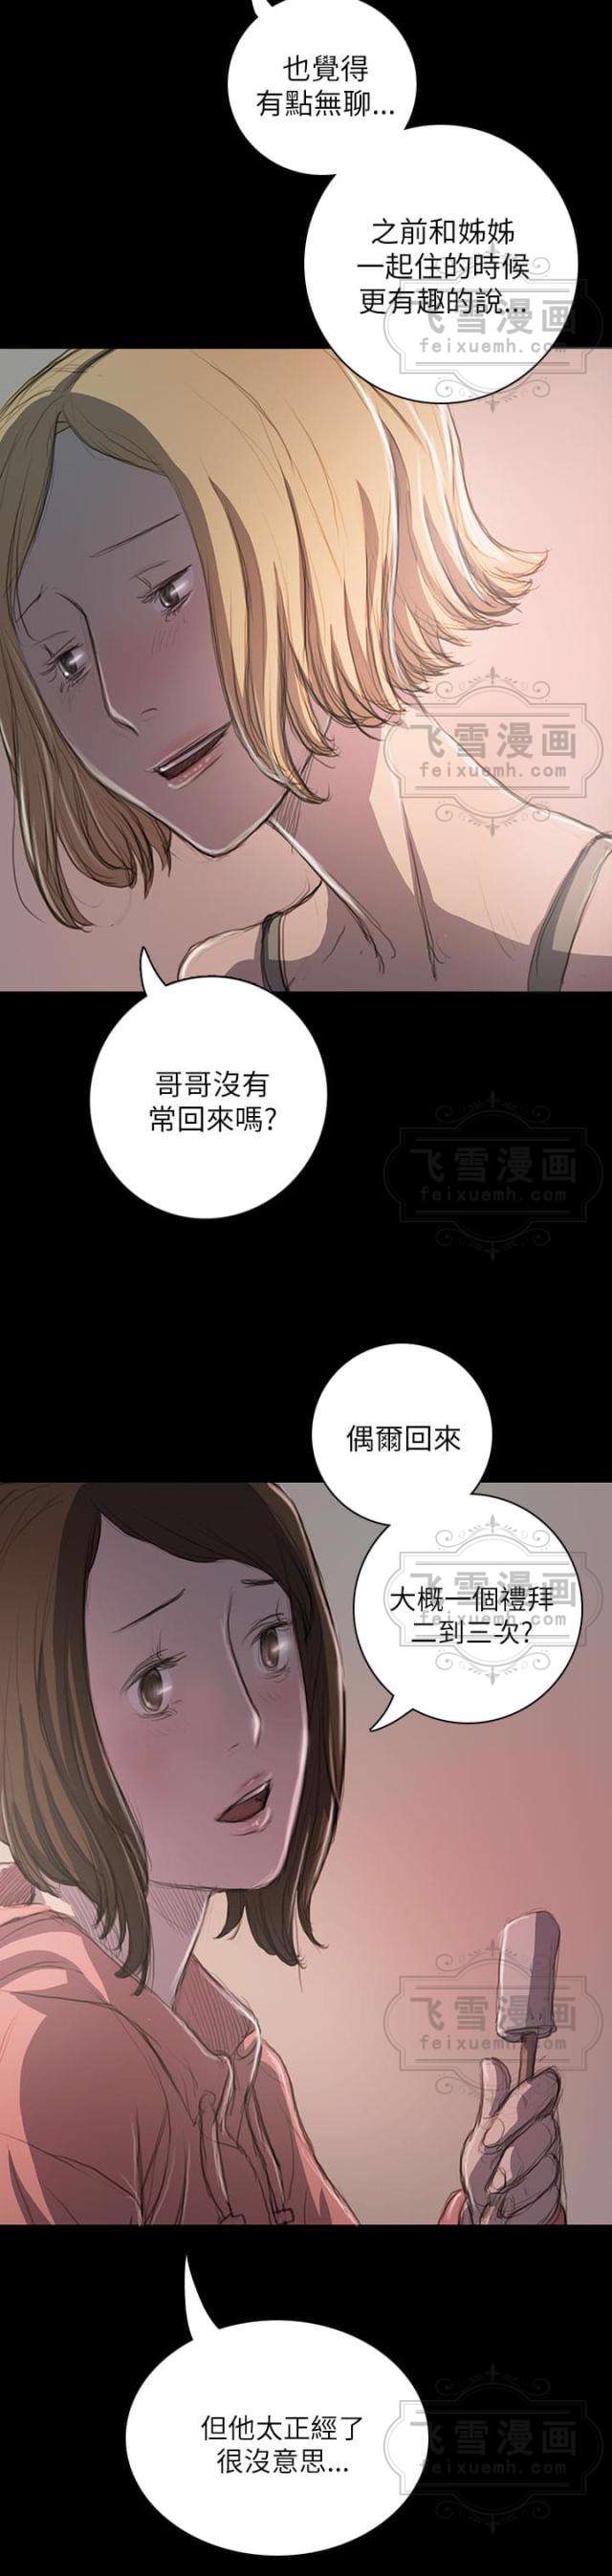 也覺得
有點無聊...
之前和姊姊
一起住的時候
更有趣的說...
飞雪漫画
feixuemh.com
飞雪漫画
feixuemh.com
哥哥沒有
常回來嗎?
飞雪漫画
feixuemh.com
偶爾回來
大概一個禮拜
二到三次?
飞雪漫画
feixuemh.com
飞雪漫画
feixuemh.com
但他太正經了
很沒意思...
飞雪漫画
feixuemh.com